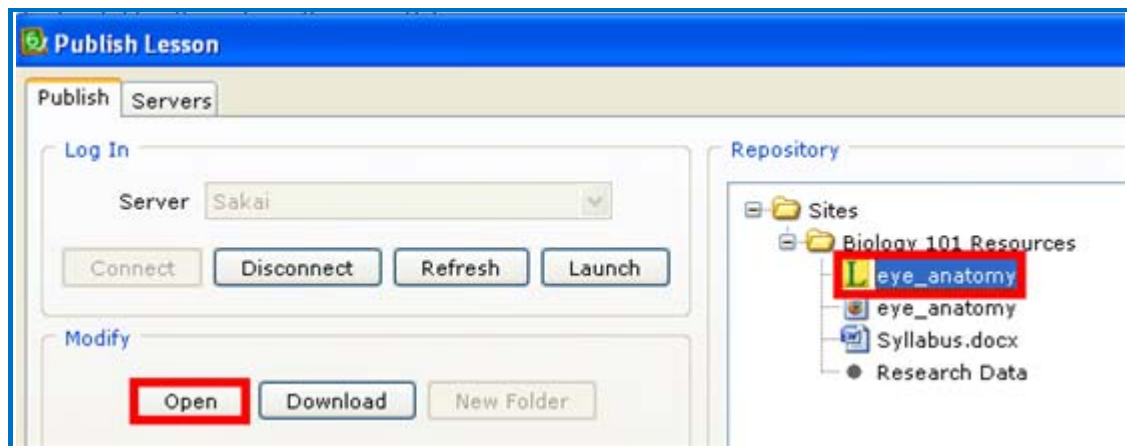 Publish Lesson
Publish Servers
Log In
Server Sakai
Connect Disconnect Refresh Launch
Modify
Open Download New Folder
Repository
Sites
Biology 101 Resources
L eye_anatomy
eye_anatomy
Syllabus.docx
Research Data